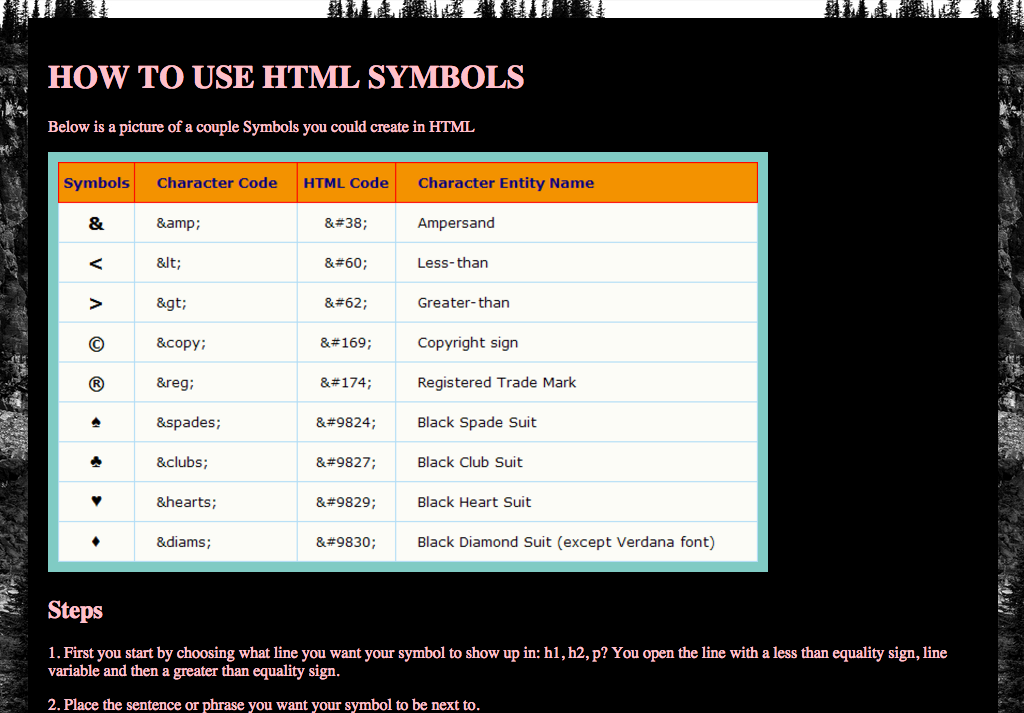 HOW TO USE HTML SYMBOLS
Below is a picture of a couple Symbols you could create in HTML
Symbols Character Code HTML Code Character Entity Name
& &amp; &#38; Ampersand
< &lt; &#60; Less-than
> &gt; &#62; Greater-than
© &copy; &#169; Copyright sign
® &reg; &#174; Registered Trade Mark
♠ &spades; &#9824; Black Spade Suit
♣ &clubs; &#9827; Black Club Suit
♥ &hearts; &#9829; Black Heart Suit
♦ &diams; &#9830; Black Diamond Suit (except Verdana font)
Steps
1. First you start by choosing what line you want your symbol to show up in: h1, h2, p? You open the line with a less than equality sign, line
variable and then a greater than equality sign.
2. Place the sentence or phrase you want your symbol to be next to.